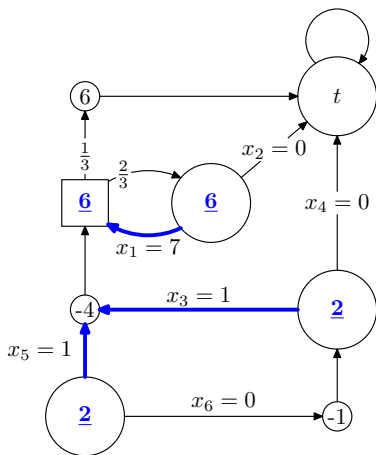 6
t
1/3
2/3
x₂ = 0
6
6
x₁ = 7
x₄ = 0
-4
x₃ = 1
2
x₅ = 1
2
x₆ = 0
-1